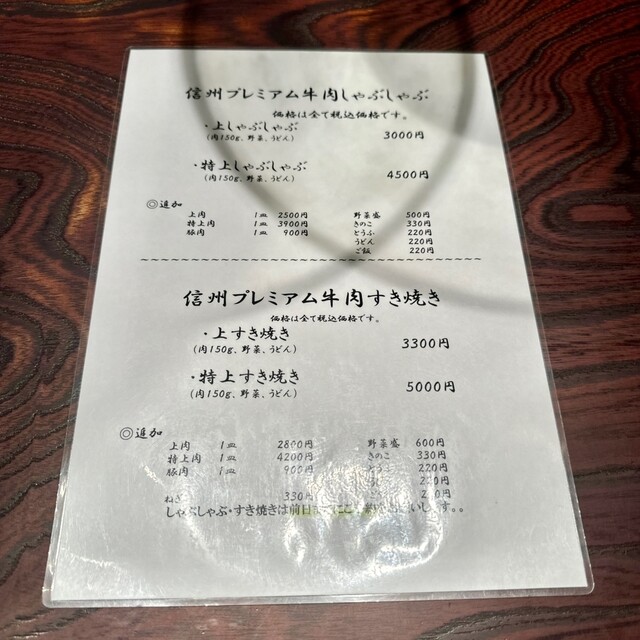 信州プレミアム牛肉しゃぶしゃぶ
価格は全て税込価格です。
・上しゃぶしゃぶ 3000円
(肉150g、野菜、うどん)
・特上しゃぶしゃぶ 4500円
(肉150g、野菜、うどん)
◎追加
上肉 1皿 2500円 野菜盛 500円
特上肉 1皿 3900円 きのこ 330円
豚肉 1皿 900円 とうふ 220円
うどん 220円
ご飯 220円
信州プレミアム牛肉すき焼き
価格は全て税込価格です。
・上すき焼き 3300円
(肉150g、野菜、うどん)
・特上すき焼き 5000円
(肉150g、野菜、うどん)
◎追加
上肉 1皿 2800円 野菜盛 600円
特上肉 1皿 4200円 きのこ 330円
豚肉 1皿 900円 220円
220円
ねぎ 330円 220円
しゃぶしゃぶ・すき焼きは前日